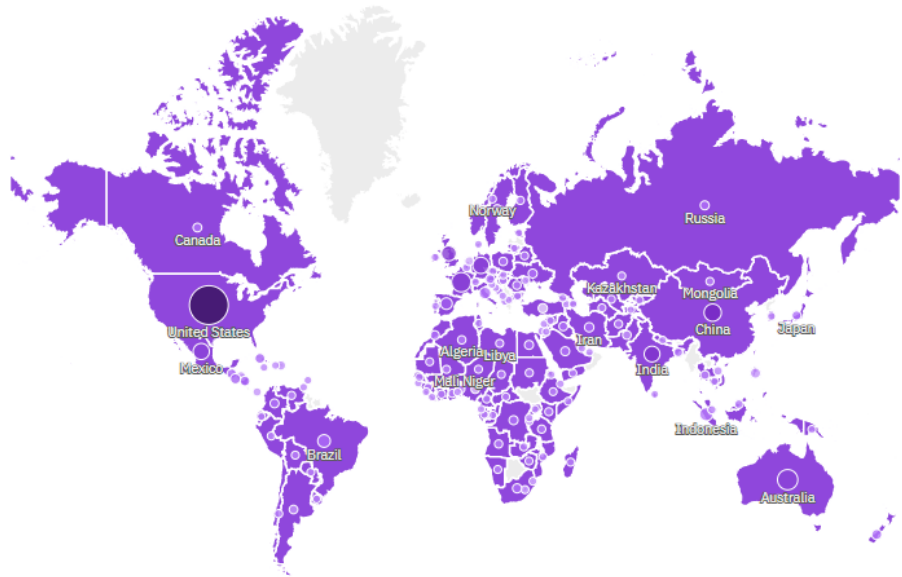 Norway
Russia
Canada
Kazakhstan
Mongolia
United States
China
Japan
Iran
Algeria
Libya
Mexico
India
Mali
Niger
Indonesia
Brazil
Australia